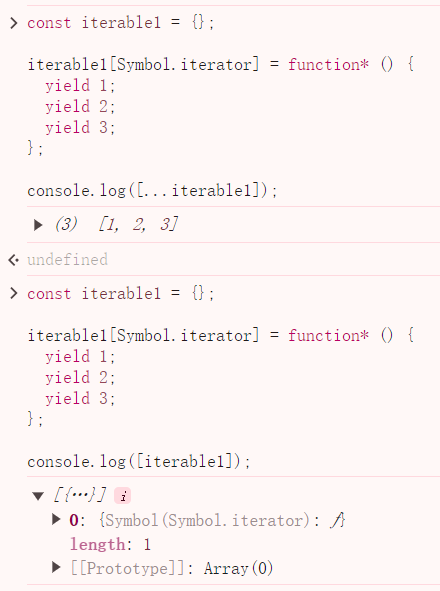 const iterable1 = {};
iterable1[Symbol.iterator] = function* () {
  yield 1;
  yield 2;
  yield 3;
};
console.log([...iterable1]);
(3) [1, 2, 3]
undefined
const iterable1 = {};
iterable1[Symbol.iterator] = function* () {
  yield 1;
  yield 2;
  yield 3;
};
console.log([iterable1]);
[{…}] i
0: {Symbol(Symbol.iterator): ƒ}
length: 1
[[Prototype]]: Array(0)